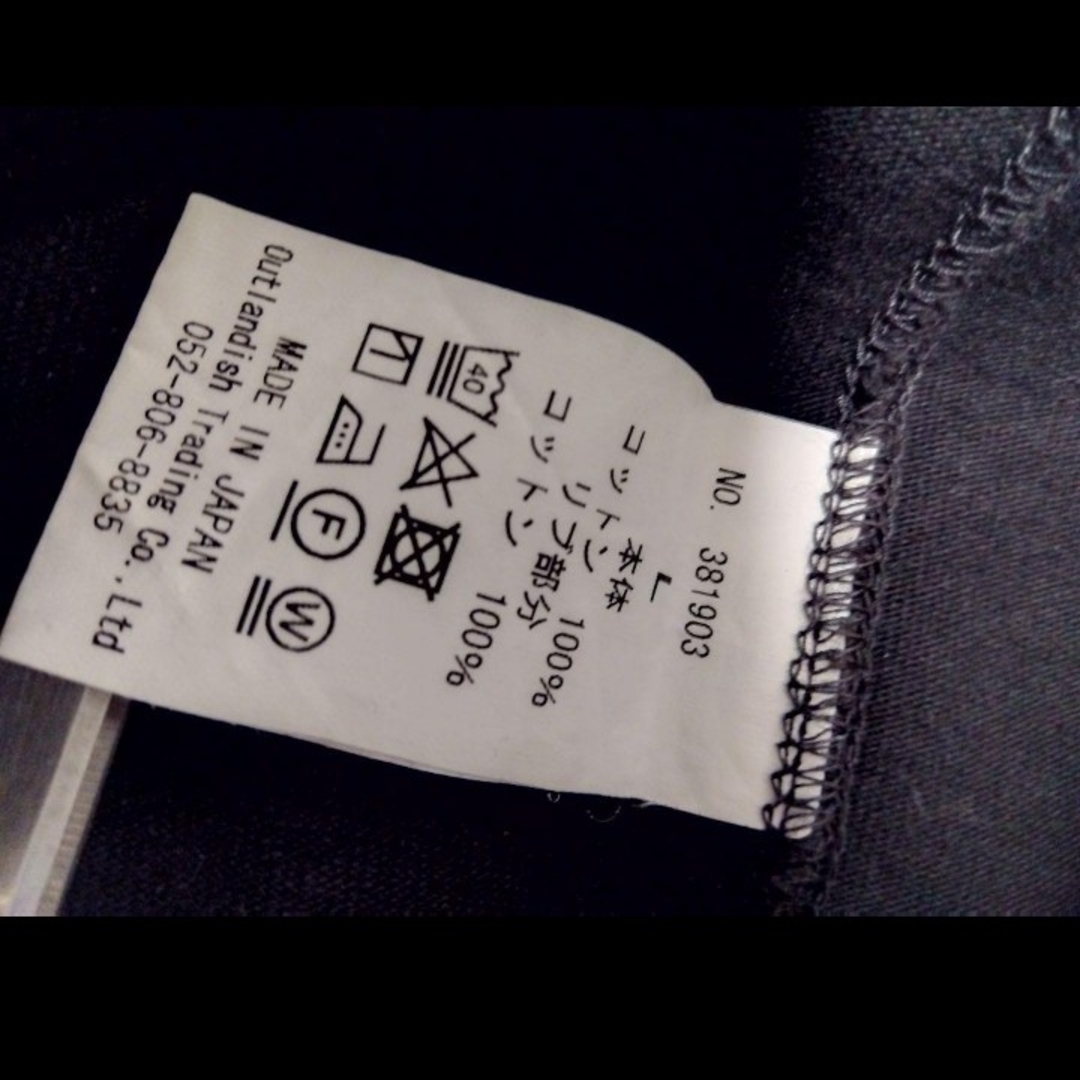 NO. 381903
L
本体
コットン 100%
リブ部分
コットン 100%
40
F
W
MADE IN JAPAN
Outlandish Trading Co.,Ltd
052-806-8835